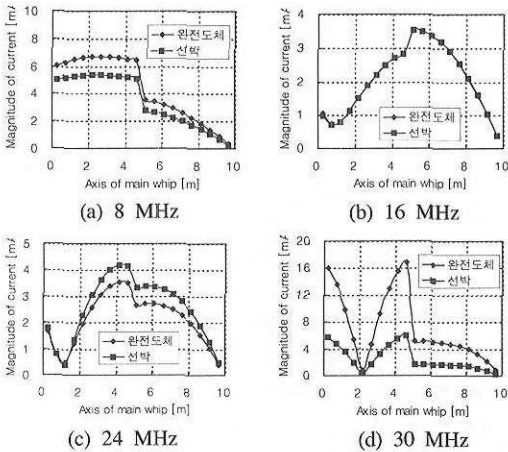 Magnitude of current [mA
10
8
6
4
2
0
완전도체
선박
0 2 4 6 8 10
Axis of main whip [m]
(a) 8 MHz
Magnitude of current [mA
4
3
2
1
0
완전도체
선박
0 2 4 6 8 10
Axis of main whip [m]
(b) 16 MHz
Magnitude of current [mA
5
4
3
2
1
0
완전도체
선박
0 2 4 6 8 10
Axis of main whip [m]
(c) 24 MHz
Magnitude of current [mA
16
12
8
4
0
완전도체
선박
0 2 4 6 8 10
Axis of main whip [m]
(d) 30 MHz